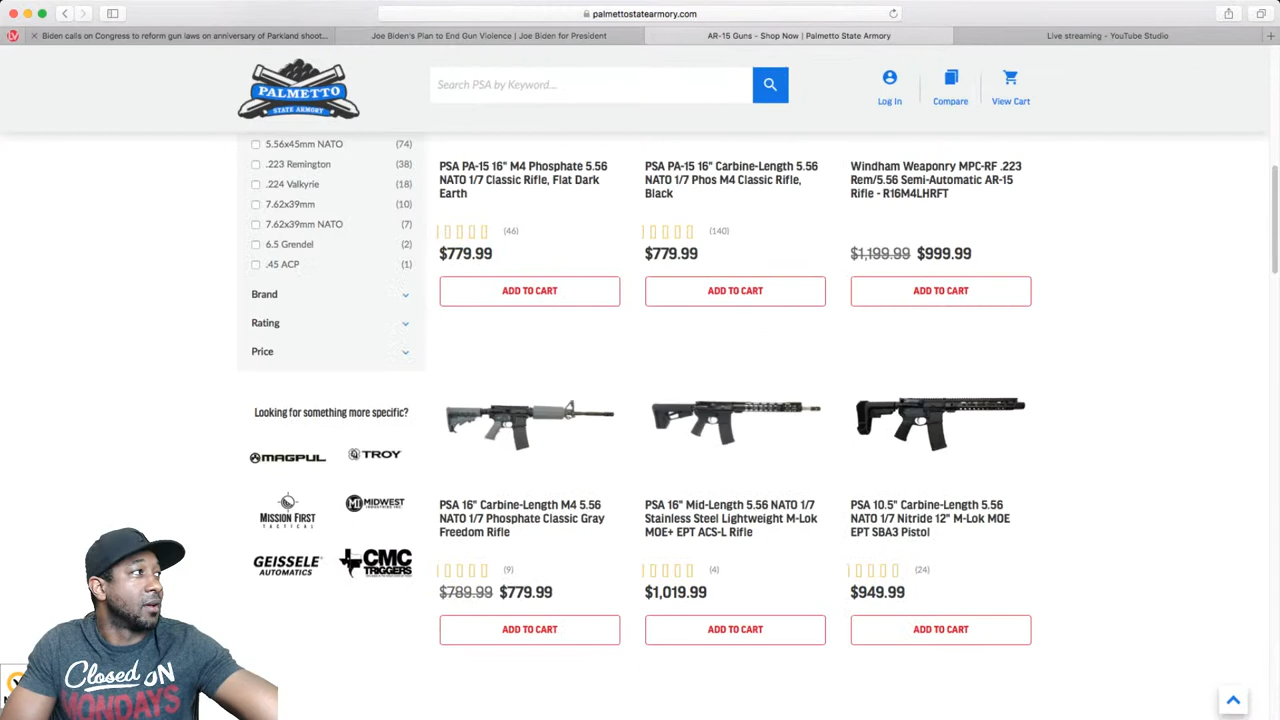 palmettostatearmory.com
Biden calls on Congress to reform gun laws on anniversary of Parkland shoot...
Joe Biden's Plan to End Gun Violence | Joe Biden for President
AR-15 Guns - Shop Now | Palmetto State Armory
Live streaming - YouTube Studio
PALMETTO
STATE ARMORY
Search PSA by Keyword...
Log In
Compare
View Cart
5.56x45mm NATO (74)
.223 Remington (38)
.224 Valkyrie (18)
7.62x39mm (10)
7.62x39mm NATO (7)
6.5 Grendel (2)
.45 ACP (1)
Brand
Rating
Price
Looking for something more specific?
MAGPUL
TROY
MISSION FIRST
TACTICAL
MI MIDWEST
INDUSTRIES INC.
GEISSELE
AUTOMATICS
CMC
TRIGGERS
PSA PA-15 16" M4 Phosphate 5.56
NATO 1/7 Classic Rifle, Flat Dark
Earth
(46)
$779.99
ADD TO CART
PSA PA-15 16" Carbine-Length 5.56
NATO 1/7 Phos M4 Classic Rifle,
Black
(140)
$779.99
ADD TO CART
Windham Weaponry MPC-RF .223
Rem/5.56 Semi-Automatic AR-15
Rifle - R16M4LHRFT
$1,199.99 $999.99
ADD TO CART
PSA 16" Carbine-Length M4 5.56
NATO 1/7 Phosphate Classic Gray
Freedom Rifle
(9)
$789.99 $779.99
ADD TO CART
PSA 16" Mid-Length 5.56 NATO 1/7
Stainless Steel Lightweight M-Lok
MOE+ EPT ACS-L Rifle
(4)
$1,019.99
ADD TO CART
PSA 10.5" Carbine-Length 5.56
NATO 1/7 Nitride 12" M-Lok MOE
EPT SBA3 Pistol
(24)
$949.99
ADD TO CART
Closed ON
MONDAYS